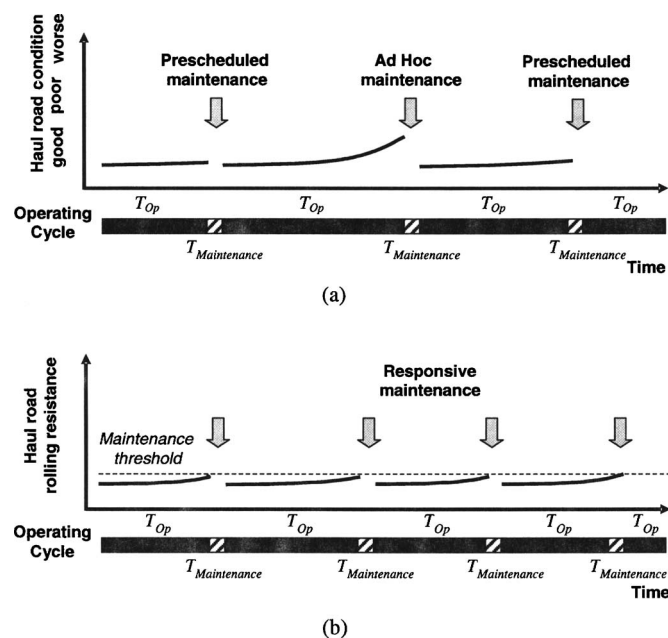 Haul road condition
good poor worse
Prescheduled
maintenance
Ad Hoc
maintenance
Prescheduled
maintenance
T_Op T_Op T_Op T_Op
Operating
Cycle
T_Maintenance T_Maintenance T_Maintenance
Time
(a)
Haul road
rolling resistance
Responsive
maintenance
Maintenance
threshold
T_Op T_Op T_Op T_Op T_Op
Operating
Cycle
T_Maintenance T_Maintenance T_Maintenance T_Maintenance
Time
(b)